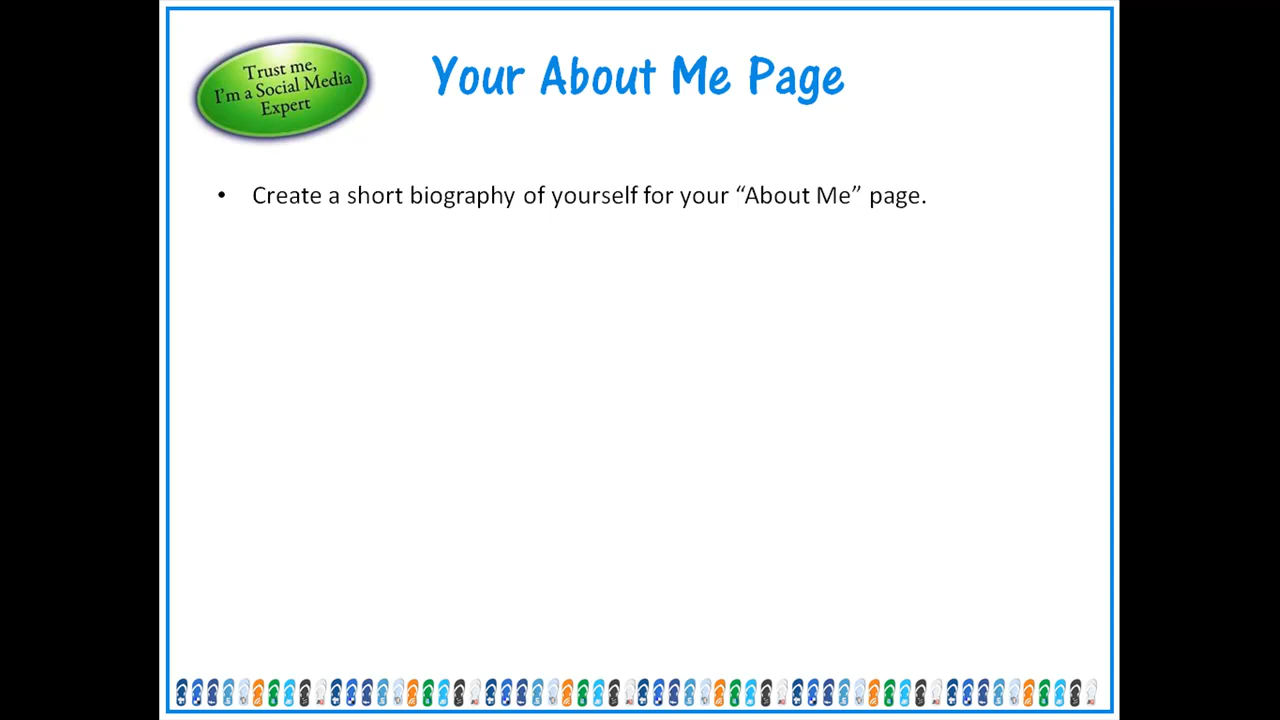 Trust me,
I'm a Social Media
Expert
Your About Me Page
• Create a short biography of yourself for your “About Me” page.